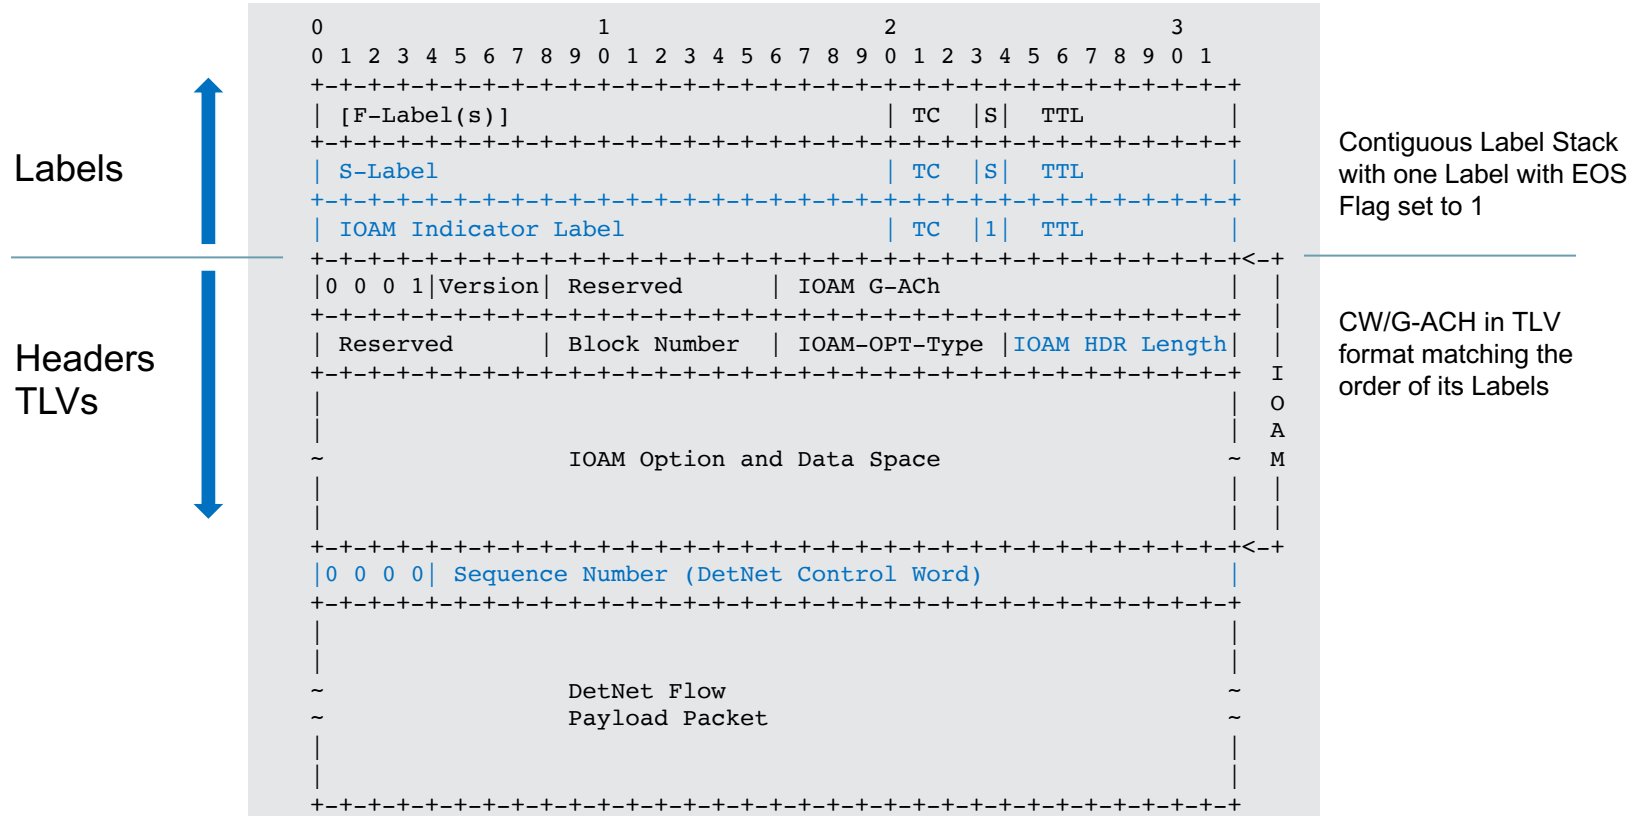 0                   1                   2                   3
0 1 2 3 4 5 6 7 8 9 0 1 2 3 4 5 6 7 8 9 0 1 2 3 4 5 6 7 8 9 0 1
+-+-+-+-+-+-+-+-+-+-+-+-+-+-+-+-+-+-+-+-+-+-+-+-+-+-+-+-+-+-+-+-+
| [F-Label(s)]                          | TC  |S|  TTL          |
+-+-+-+-+-+-+-+-+-+-+-+-+-+-+-+-+-+-+-+-+-+-+-+-+-+-+-+-+-+-+-+-+
| S-Label                               | TC  |S|  TTL          |
+-+-+-+-+-+-+-+-+-+-+-+-+-+-+-+-+-+-+-+-+-+-+-+-+-+-+-+-+-+-+-+-+
| IOAM Indicator Label                  | TC  |1|  TTL          |
+-+-+-+-+-+-+-+-+-+-+-+-+-+-+-+-+-+-+-+-+-+-+-+-+-+-+-+-+-+-+-+-+<-+
|0 0 0 1|Version| Reserved      | IOAM G-ACh                    |  |
+-+-+-+-+-+-+-+-+-+-+-+-+-+-+-+-+-+-+-+-+-+-+-+-+-+-+-+-+-+-+-+-+  |
| Reserved      | Block Number  | IOAM-OPT-Type |IOAM HDR Length|  |
+-+-+-+-+-+-+-+-+-+-+-+-+-+-+-+-+-+-+-+-+-+-+-+-+-+-+-+-+-+-+-+-+  I
|                                                               |  O
|                                                               |  A
~                 IOAM Option and Data Space                    ~  M
|                                                               |  |
|                                                               |  |
+-+-+-+-+-+-+-+-+-+-+-+-+-+-+-+-+-+-+-+-+-+-+-+-+-+-+-+-+-+-+-+-+<-+
|0 0 0 0| Sequence Number (DetNet Control Word)                 |
+-+-+-+-+-+-+-+-+-+-+-+-+-+-+-+-+-+-+-+-+-+-+-+-+-+-+-+-+-+-+-+-+
|                                                               |
|                                                               |
~                 DetNet Flow                                   ~
~                 Payload Packet                                ~
|                                                               |
|                                                               |
+-+-+-+-+-+-+-+-+-+-+-+-+-+-+-+-+-+-+-+-+-+-+-+-+-+-+-+-+-+-+-+-+
Labels
Headers
TLVs
Contiguous Label Stack
with one Label with EOS
Flag set to 1
CW/G-ACH in TLV
format matching the
order of its Labels